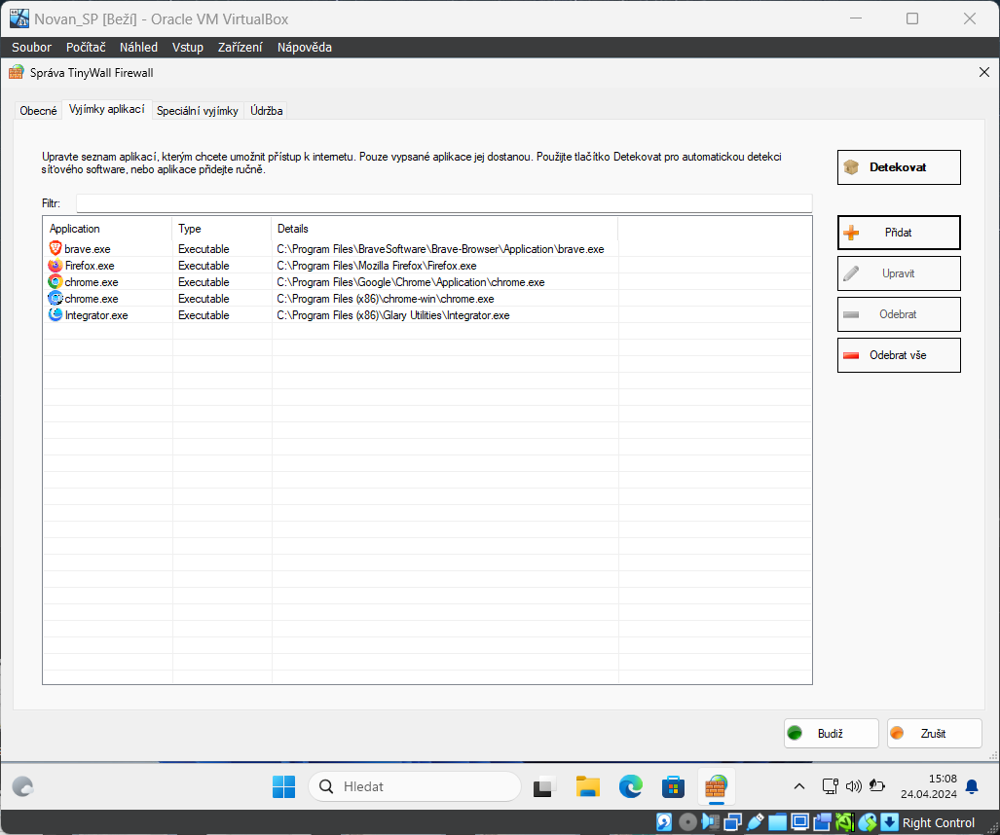 Novan_SP [Beží] - Oracle VM VirtualBox
Soubor Počítač Náhled Vstup Zařízení Nápověda
Správa TinyWall Firewall
Obecné Vyjímky aplikací Speciální vyjímky Údržba
Upravte seznam aplikací, kterým chcete umožnit přístup k internetu. Pouze vypsané aplikace jej dostanou. Použijte tlačítko Detekovat pro automatickou detekci
síťového software, nebo aplikace přidejte ručně.
Detekovat
Filtr:
Přidat
Upravit
Odebrat
Odebrat vše
Application Type Details
brave.exe Executable C:\Program Files\BraveSoftware\Brave-Browser\Application\brave.exe
Firefox.exe Executable C:\Program Files\Mozilla Firefox\Firefox.exe
chrome.exe Executable C:\Program Files\Google\Chrome\Application\chrome.exe
chrome.exe Executable C:\Program Files (x86)\chrome-win\chrome.exe
Integrator.exe Executable C:\Program Files (x86)\Glary Utilities\Integrator.exe
Budiž Zrušit
Hledat
15:08
24.04.2024
Right Control